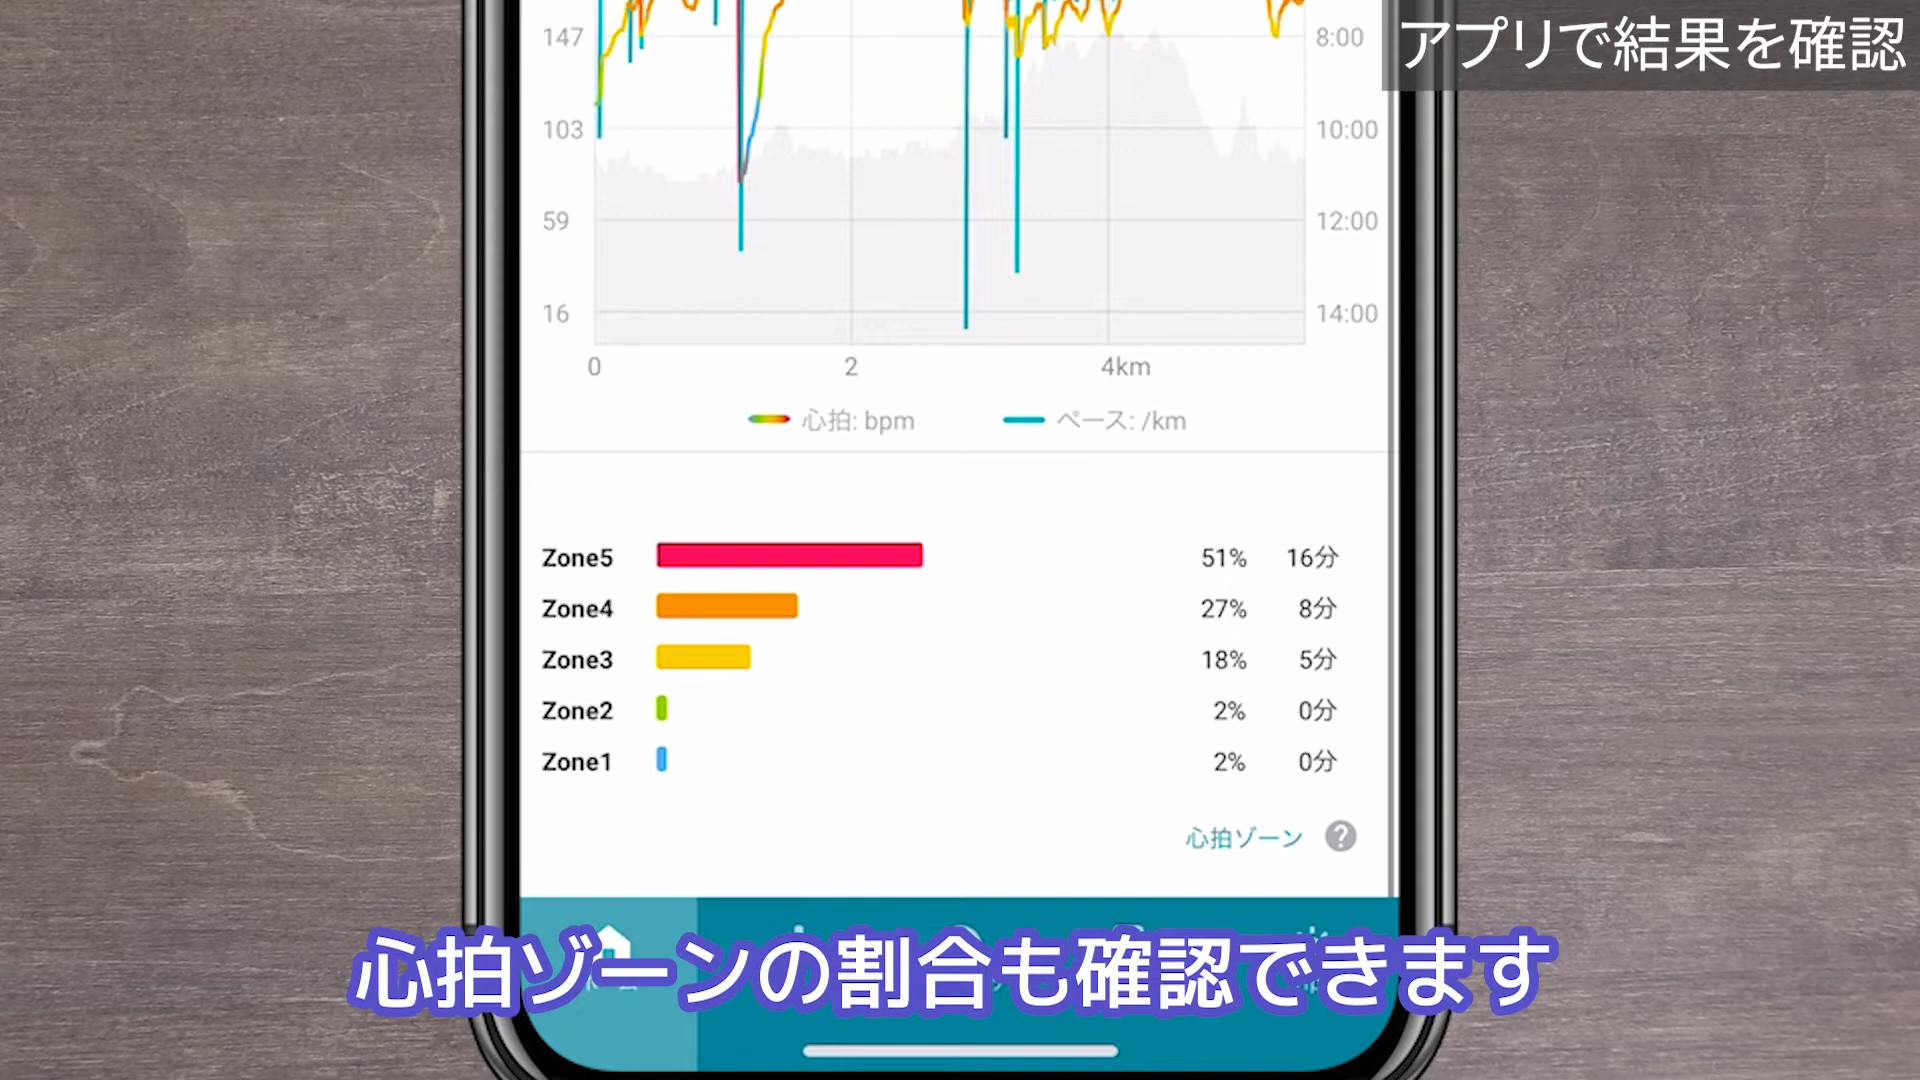 アプリで結果を確認
147 8:00
103 10:00
59 12:00
16 14:00
0 2 4km
心拍: bpm ペース: /km
Zone5 51% 16分
Zone4 27% 8分
Zone3 18% 5分
Zone2 2% 0分
Zone1 2% 0分
心拍ゾーン ?
心拍ゾーンの割合も確認できます